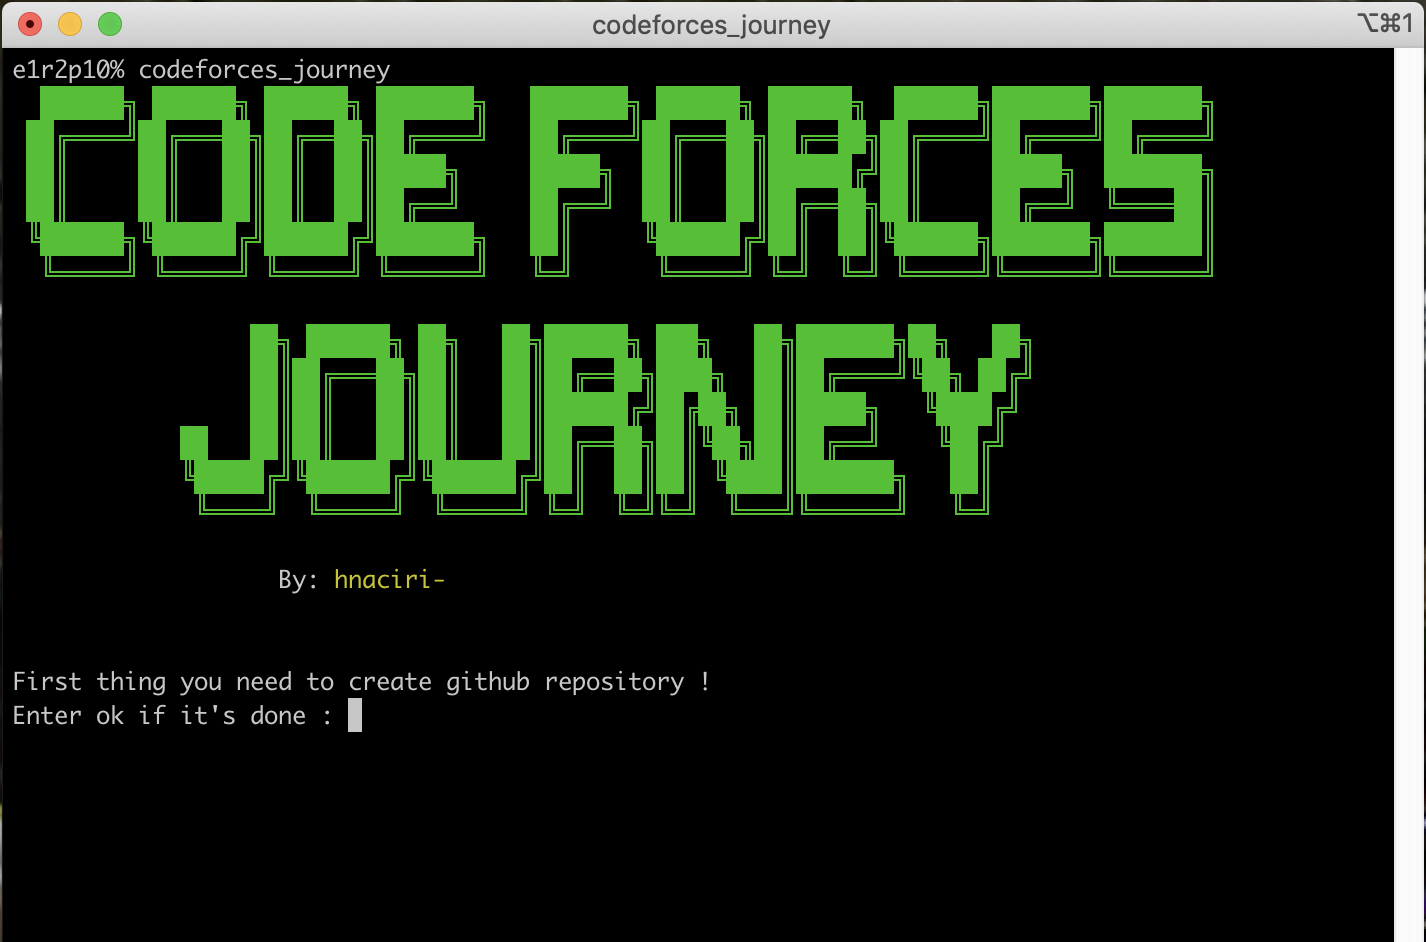 codeforces_journey
⌥⌘1
e1r2p10% codeforces_journey
CODE FORCES
JOURNEY
By: hnaciri-
First thing you need to create github repository !
Enter ok if it's done :